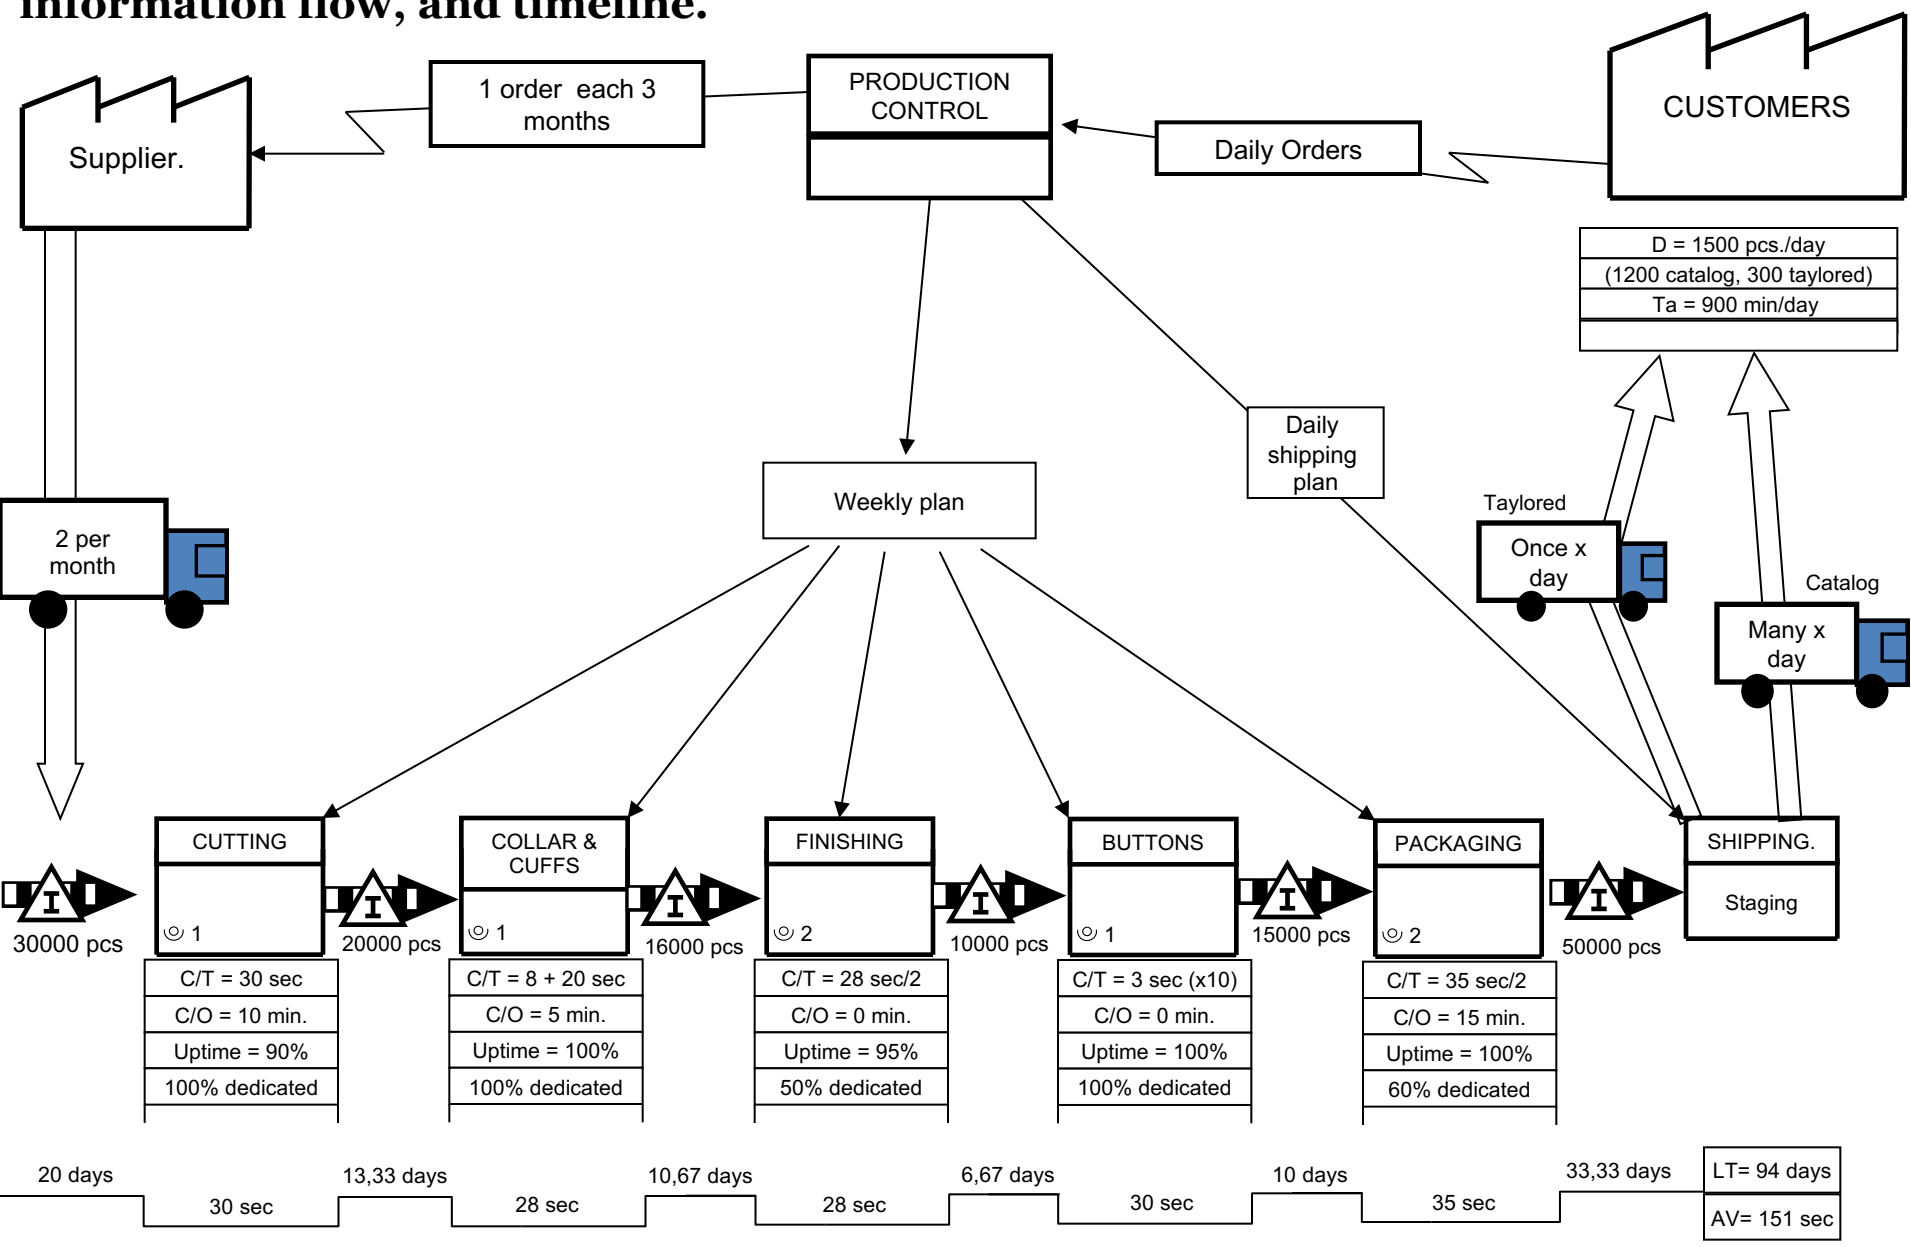 information flow, and timeline.
Supplier.
1 order each 3
months
PRODUCTION
CONTROL
Daily Orders
CUSTOMERS
D = 1500 pcs./day
(1200 catalog, 300 taylored)
Ta = 900 min/day
Weekly plan
Daily
shipping
plan
2 per
month
Taylored
Once x
day
Catalog
Many x
day
I
30000 pcs
CUTTING
1
C/T = 30 sec
C/O = 10 min.
Uptime = 90%
100% dedicated
I
20000 pcs
COLLAR &
CUFFS
1
C/T = 8 + 20 sec
C/O = 5 min.
Uptime = 100%
100% dedicated
I
16000 pcs
FINISHING
2
C/T = 28 sec/2
C/O = 0 min.
Uptime = 95%
50% dedicated
I
10000 pcs
BUTTONS
1
C/T = 3 sec (x10)
C/O = 0 min.
Uptime = 100%
100% dedicated
I
15000 pcs
PACKAGING
2
C/T = 35 sec/2
C/O = 15 min.
Uptime = 100%
60% dedicated
I
50000 pcs
SHIPPING.
Staging
20 days
30 sec
13,33 days
28 sec
10,67 days
28 sec
6,67 days
30 sec
10 days
35 sec
33,33 days
LT= 94 days
AV= 151 sec